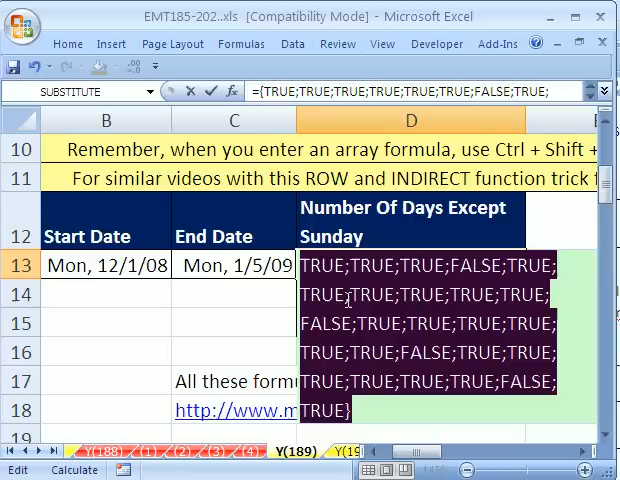 EMT185-202..xls [Compatibility Mode] - Microsoft Excel
Home Insert Page Layout Formulas Data Review View Developer Add-Ins
SUBSTITUTE fx ={TRUE;TRUE;TRUE;TRUE;TRUE;TRUE;FALSE;TRUE;
B C D
10 Remember, when you enter an array formula, use Ctrl + Shift +
11 For similar videos with this ROW and INDIRECT function trick
12 Start Date End Date Number Of Days Except
Sunday
13 Mon, 12/1/08 Mon, 1/5/09 TRUE;TRUE;TRUE;FALSE;TRUE;
14 TRUE;TRUE;TRUE;TRUE;TRUE;
15 FALSE;TRUE;TRUE;TRUE;TRUE;
16 TRUE;TRUE;FALSE;TRUE;TRUE;
17 All these formu TRUE;TRUE;TRUE;TRUE;FALSE;
18 http://www.m TRUE}
19
Y(188) (1) (2) (3) (4) Y(189) Y(19
Edit Calculate